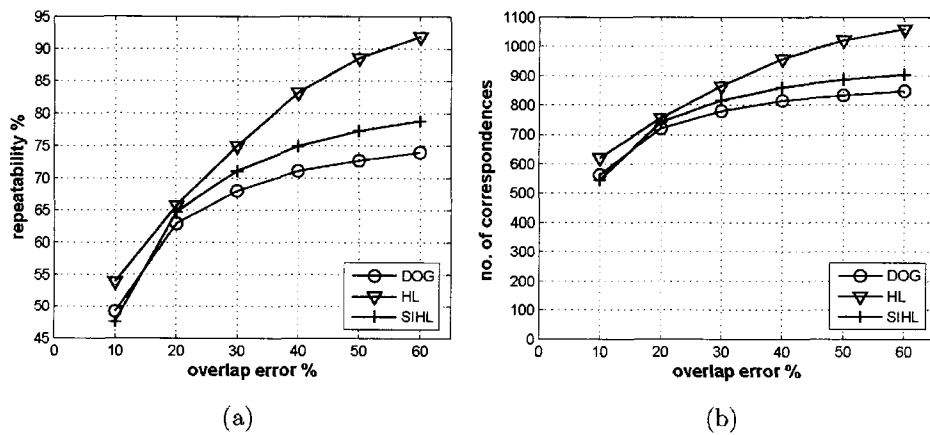 95
90
85
80
75
70
65
60
55
50
45
repeatability %
0 10 20 30 40 50 60
overlap error %
DOG
HL
SIHL
(a)
1100
1000
900
800
700
600
500
400
300
200
100
0
no. of correspondences
0 10 20 30 40 50 60
overlap error %
DOG
HL
SIHL
(b)